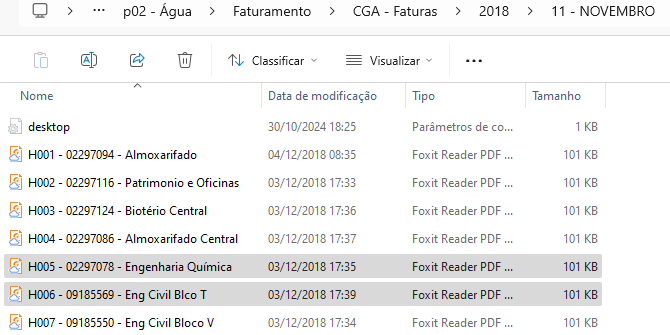 ··· p02 - Água > Faturamento > CGA - Faturas > 2018 > 11 - NOVEMBRO
Classificar Visualizar ···
Nome Data de modificação Tipo Tamanho
desktop 30/10/2024 18:25 Parâmetros de co... 1 KB
H001 - 02297094 - Almoxarifado 04/12/2018 08:35 Foxit Reader PDF ... 101 KB
H002 - 02297116 - Patrimonio e Oficinas 03/12/2018 17:33 Foxit Reader PDF ... 101 KB
H003 - 02297124 - Biotério Central 03/12/2018 17:36 Foxit Reader PDF ... 101 KB
H004 - 02297086 - Almoxarifado Central 03/12/2018 17:37 Foxit Reader PDF ... 101 KB
H005 - 02297078 - Engenharia Química 03/12/2018 17:35 Foxit Reader PDF ... 101 KB
H006 - 09185569 - Eng Civil Blco T 03/12/2018 17:39 Foxit Reader PDF ... 101 KB
H007 - 09185550 - Eng Civil Bloco V 03/12/2018 17:34 Foxit Reader PDF ... 101 KB